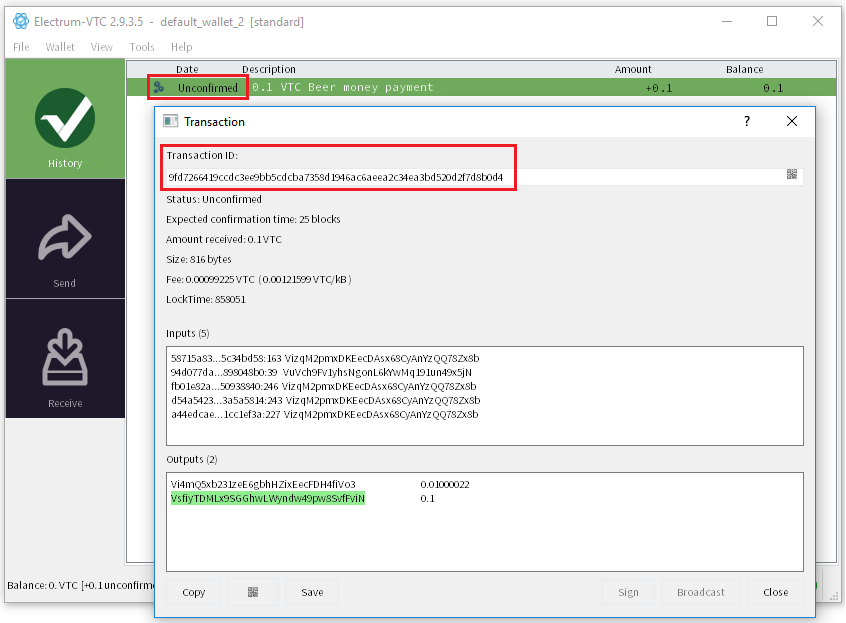 Electrum-VTC 2.9.3.5 - default_wallet_2 [standard]
File Wallet View Tools Help
Date Description Amount Balance
Unconfirmed 0.1 VTC Beer money payment +0.1 0.1
Transaction ?
History
Transaction ID:
9fd7266419ccdc3ee9bb5cdcba7358d1946ac6aeea2c34ea3bd520d2f7d8b0d4
Status: Unconfirmed
Expected confirmation time: 25 blocks
Amount received: 0.1 VTC
Size: 816 bytes
Fee: 0.00099225 VTC ( 0.00121599 VTC/kB )
LockTime: 858051
Send
Inputs (5)
58715a83...5c34bd58:163 VizqM2pmxDKEecDAsx68CyAnYzQQ78Zx8b
94d077da...898048b0:39 VuVch9Fv1yhsNgonL6kYwMq191un49x5jN
fb01e82a...50938840:246 VizqM2pmxDKEecDAsx68CyAnYzQQ78Zx8b
d54a5423...3a5a5814:243 VizqM2pmxDKEecDAsx68CyAnYzQQ78Zx8b
a44edcae...1cc1ef3a:227 VizqM2pmxDKEecDAsx68CyAnYzQQ78Zx8b
Receive
Outputs (2)
Vi4mQ5xb231zeE6gbhHZixEecFDH4fiVo3 0.01000022
VsfiyTDMLx9SGGhwLWyndw49pw8SvfFviN 0.1
Balance: 0. VTC [+0.1 unconfirme
Copy Save Sign Broadcast Close